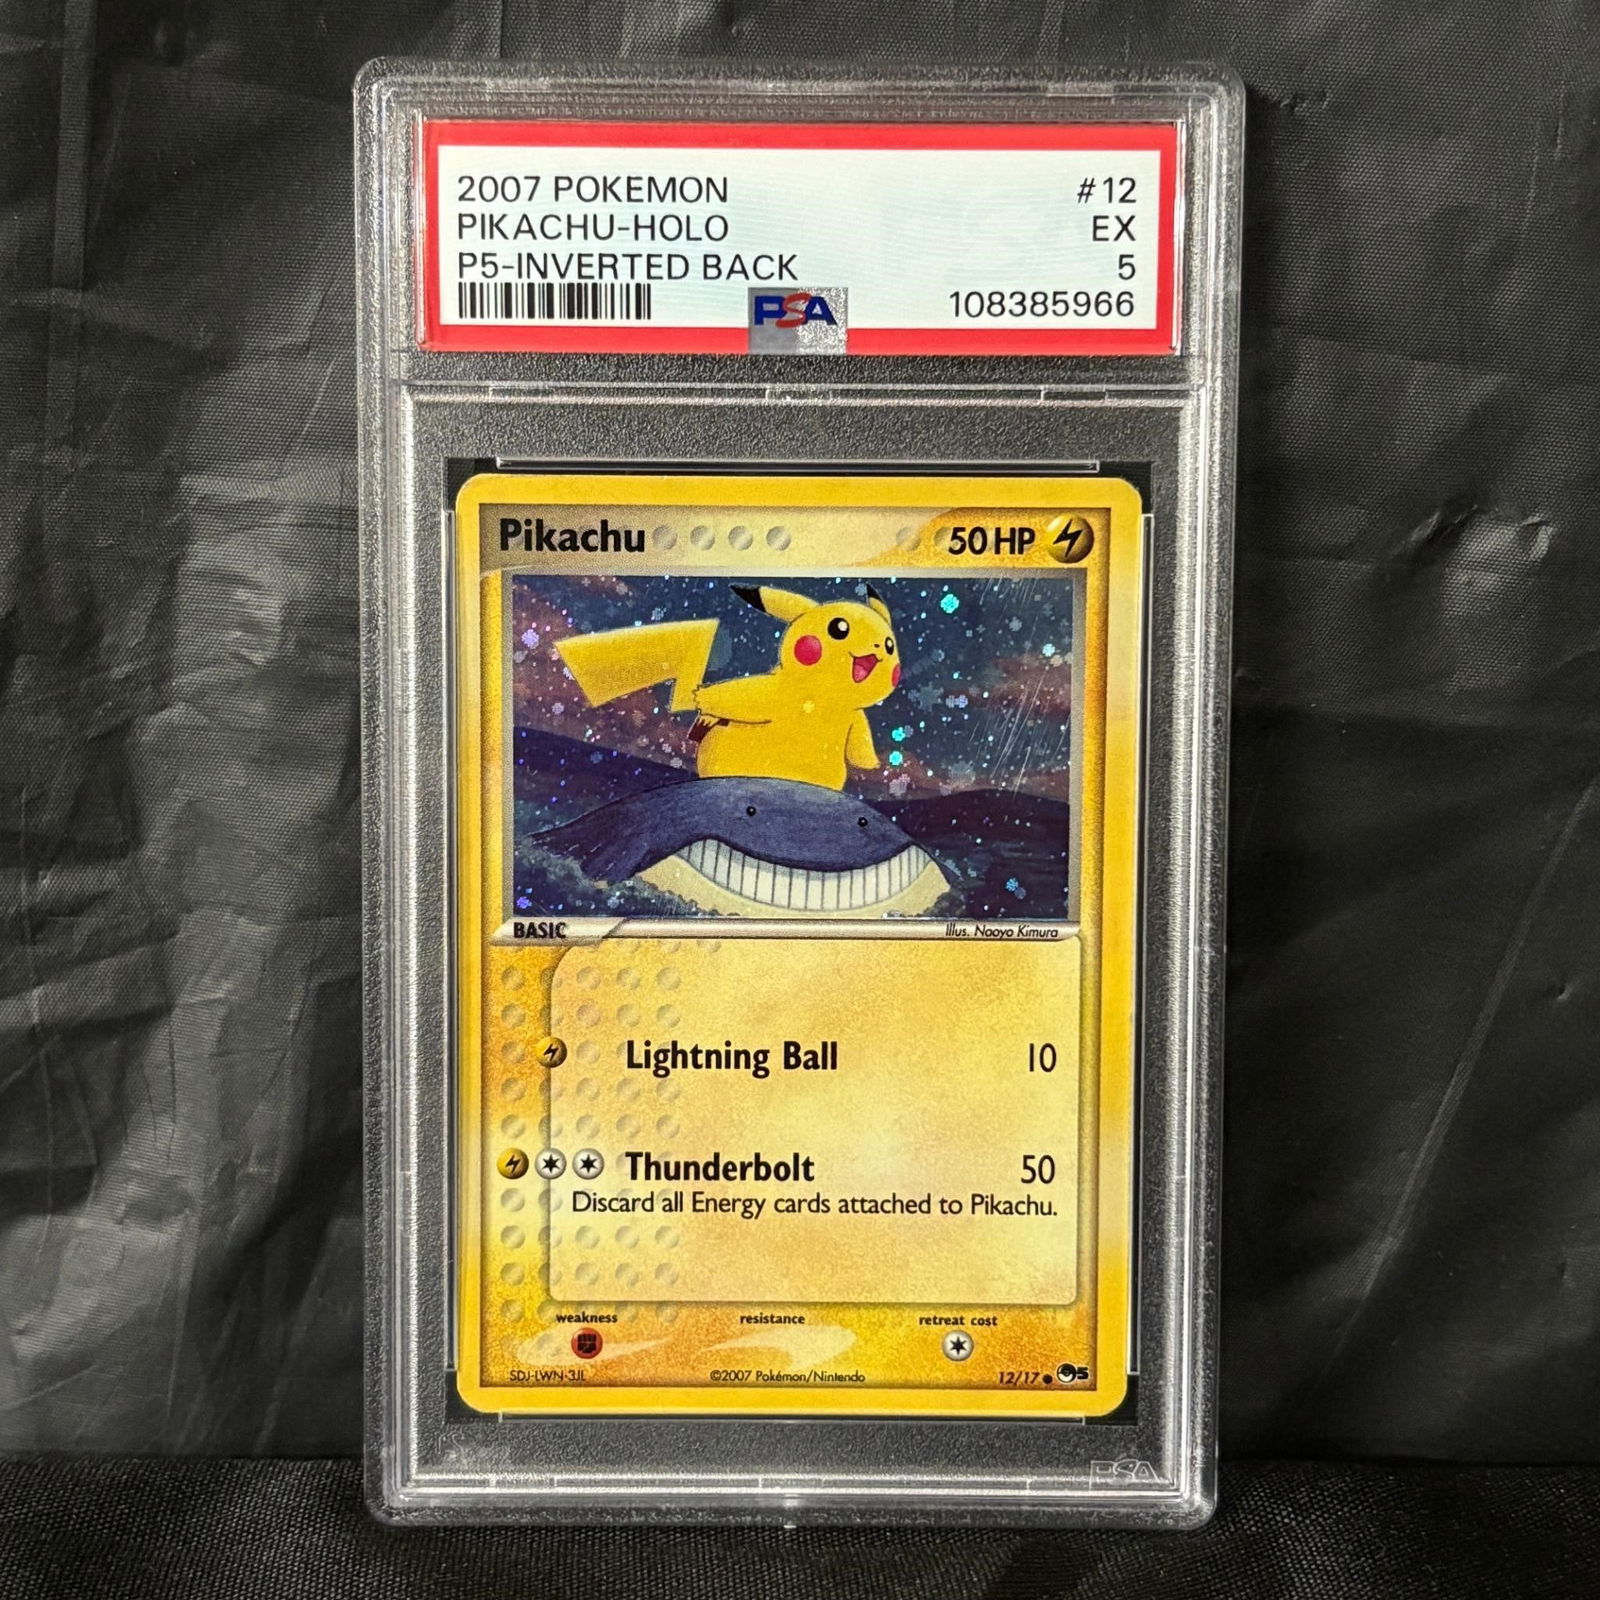 2007 POKEMON #12
PIKACHU-HOLO EX
P5-INVERTED BACK 5
PSA 108385966
Pikachu 50 HP
BASIC Illus. Naoyo Kimura
Lightning Ball 10
Thunderbolt 50
Discard all Energy cards attached to Pikachu.
weakness resistance retreat cost
SDJ-LWN-3JL ©2007 Pokémon/Nintendo 12/17 5
PSA